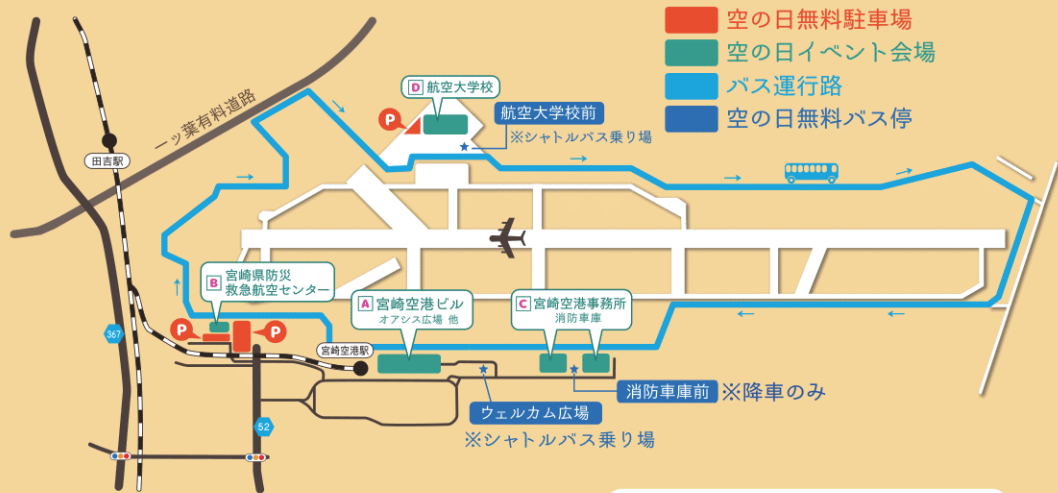 空の日無料駐車場
空の日イベント会場
バス運行路
空の日無料バス停
一ッ葉有料道路
田吉駅
P
D 航空大学校
航空大学校前
※シャトルバス乗り場
B 宮崎県防災
救急航空センター
A 宮崎空港ビル
オアシス広場 他
C 宮崎空港事務所
消防車庫
P
P
367
宮崎空港駅
52
ウェルカム広場
※シャトルバス乗り場
消防車庫前 ※降車のみ